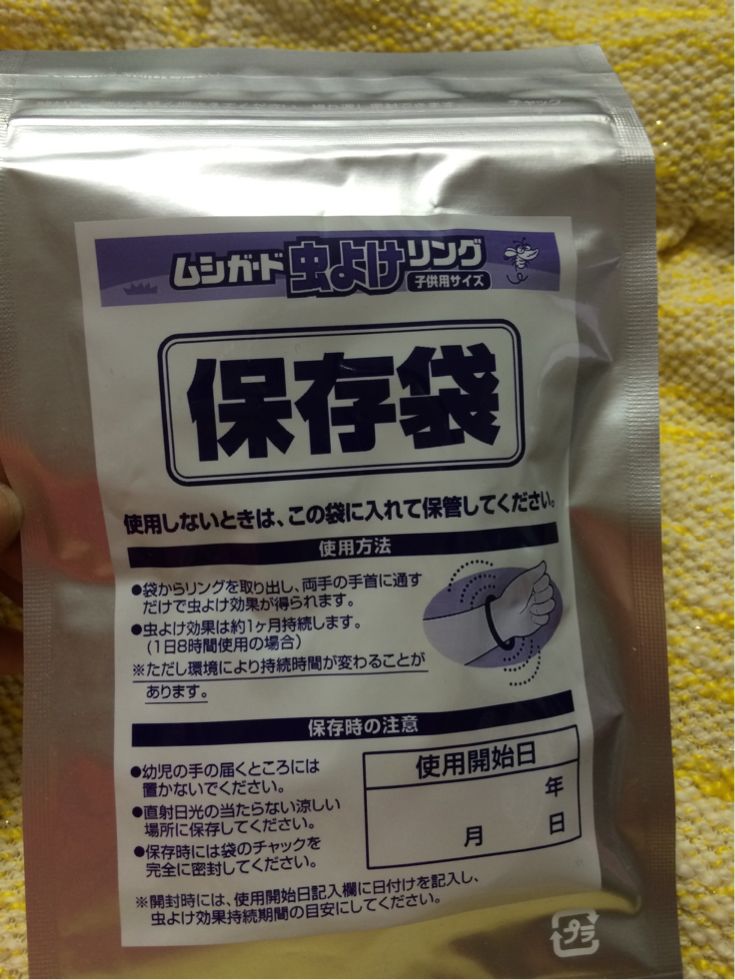 チャック
ムシガード虫よけリング
子供用サイズ
保存袋
使用しないときは、この袋に入れて保管してください。
使用方法
●袋からリングを取り出し、両手の手首に通す
だけで虫よけ効果が得られます。
●虫よけ効果は約1ヶ月持続します。
(1日8時間使用の場合)
※ただし環境により持続時間が変わることが
あります。
保存時の注意
●幼児の手の届くところには
置かないでください。
●直射日光の当たらない涼しい
場所に保存してください。
●保存時には袋のチャックを
完全に密封してください。
使用開始日
年
月 日
※開封時には、使用開始日記入欄に日付けを記入し、
虫よけ効果持続期間の目安にしてください。
プラ